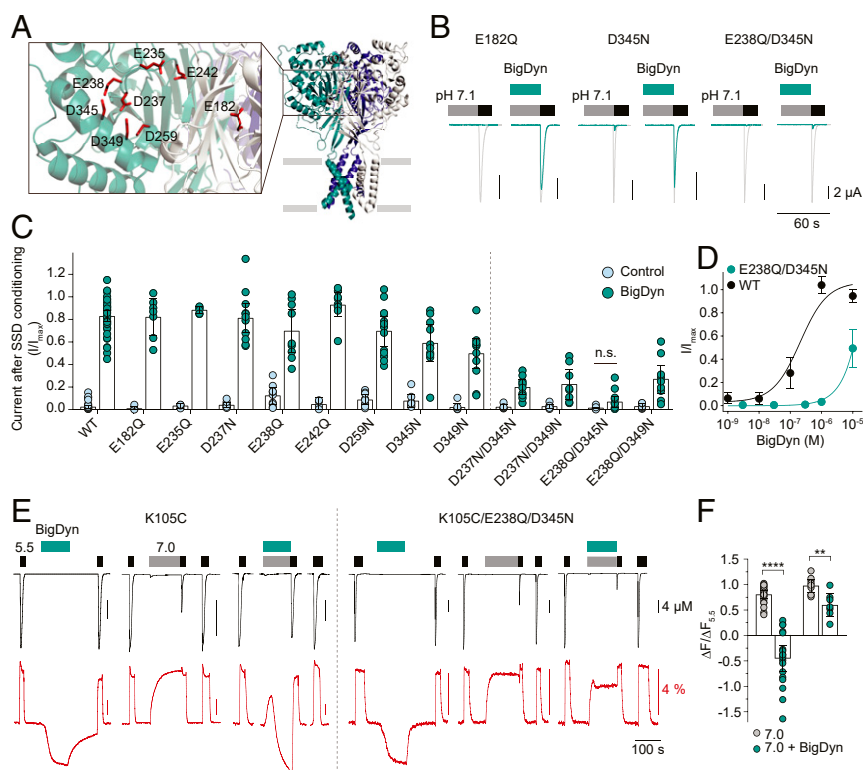 A
E235
E242
E238
D237
E182
D345
D349
D259
B
E182Q
D345N
E238Q/D345N
BigDyn
BigDyn
BigDyn
pH 7.1
pH 7.1
pH 7.1
2 µA
60 s
C
Current after SSD conditioning
(I/Imax)
1.2
1.0
0.8
0.6
0.4
0.2
0
Control
BigDyn
n.s.
WT
E182Q
E235Q
D237N
E238Q
E242Q
D259N
D345N
D349N
D237N/D345N
D237N/D349N
E238Q/D345N
E238Q/D349N
D
E238Q/D345N
WT
I/Imax
1.0
0.8
0.6
0.4
0.2
0.0
10-9
10-8
10-7
10-6
10-5
BigDyn (M)
E
K105C
K105C/E238Q/D345N
BigDyn
5.5
7.0
4 µM
4 %
100 s
F
****
**
ΔF/ΔF5.5
1.5
1.0
0.5
0
-0.5
-1.0
-1.5
7.0
7.0 + BigDyn